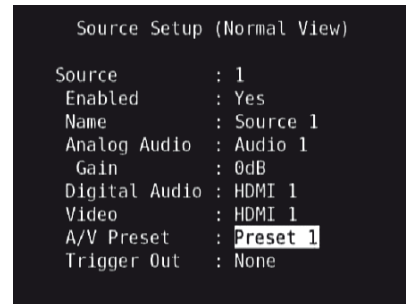 Source Setup (Normal View)
Source : 1
Enabled : Yes
Name : Source 1
Analog Audio : Audio 1
Gain : 0dB
Digital Audio : HDMI 1
Video : HDMI 1
A/V Preset : Preset 1
Trigger Out : None